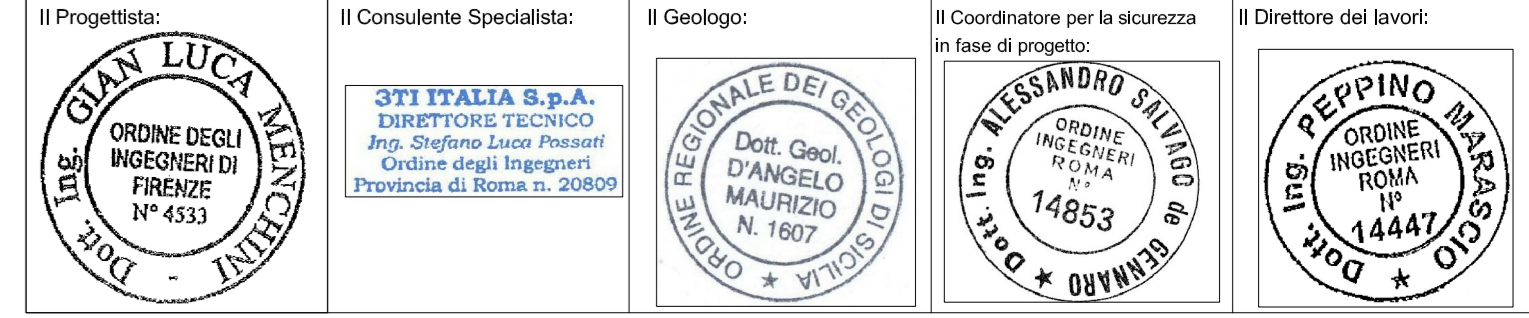 Il Progettista:
Dott. Ing. GIAN LUCA MENCHINI -
ORDINE DEGLI
INGEGNERI DI
FIRENZE
N° 4533
Il Consulente Specialista:
3TI ITALIA S.p.A.
DIRETTORE TECNICO
Ing. Stefano Luca Possati
Ordine degli Ingegneri
Provincia di Roma n. 20809
Il Geologo:
ORDINE REGIONALE DEI GEOLOGI DI SICILIA ★
Dott. Geol.
D'ANGELO
MAURIZIO
N. 1607
Il Coordinatore per la sicurezza
in fase di progetto:
Dott. Ing. ALESSANDRO SALVAGO de GENNARO ★
ORDINE
INGEGNERI
ROMA
N°
14853
Il Direttore dei lavori:
Dott. Ing. PEPPINO MARASCIO ★
ORDINE
INGEGNERI
ROMA
N°
14447